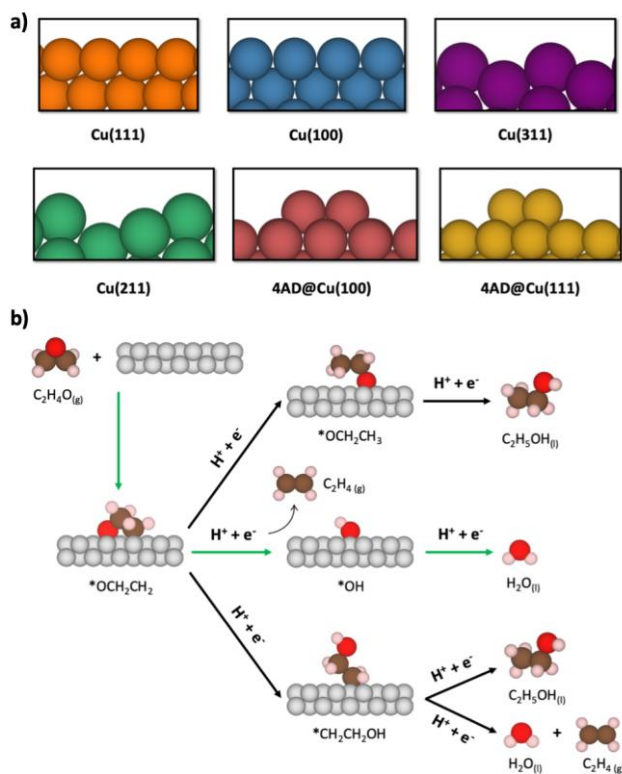 a)
Cu(111)
Cu(100)
Cu(311)
Cu(211)
4AD@Cu(100)
4AD@Cu(111)
b)
+
C₂H₄O₍g₎
H⁺ + e⁻
*OCH₂CH₃
H⁺ + e⁻
C₂H₅OH₍l₎
C₂H₄ ₍g₎
*OCH₂CH₂
H⁺ + e⁻
*OH
H⁺ + e⁻
H₂O₍l₎
H⁺ + e⁻
*CH₂CH₂OH
H⁺ + e⁻
C₂H₅OH₍l₎
H⁺ + e⁻
+
H₂O₍l₎
C₂H₄ ₍g₎